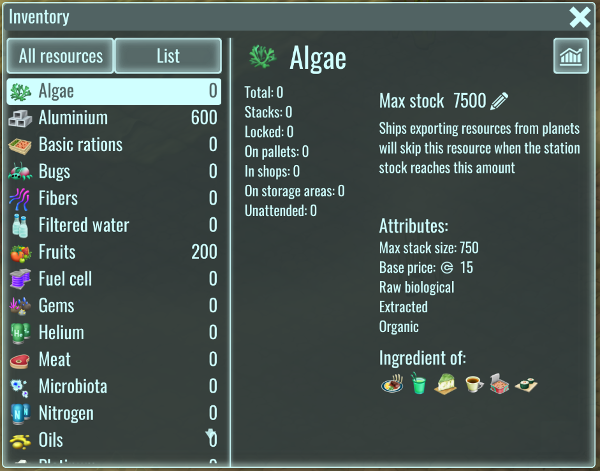 Inventory
All resources
List
Algae 0
Aluminium 600
Basic rations 0
Bugs 0
Fibers 0
Filtered water 0
Fruits 200
Fuel cell 0
Gems 0
Helium 0
Meat 0
Microbiota 0
Nitrogen 0
Oils 0
Algae
Total: 0
Stacks: 0
Locked: 0
On pallets: 0
In shops: 0
On storage areas: 0
Unattended: 0
Max stock 7500
Ships exporting resources from planets
will skip this resource when the station
stock reaches this amount
Attributes:
Max stack size: 750
Base price: 15
Raw biological
Extracted
Organic
Ingredient of: